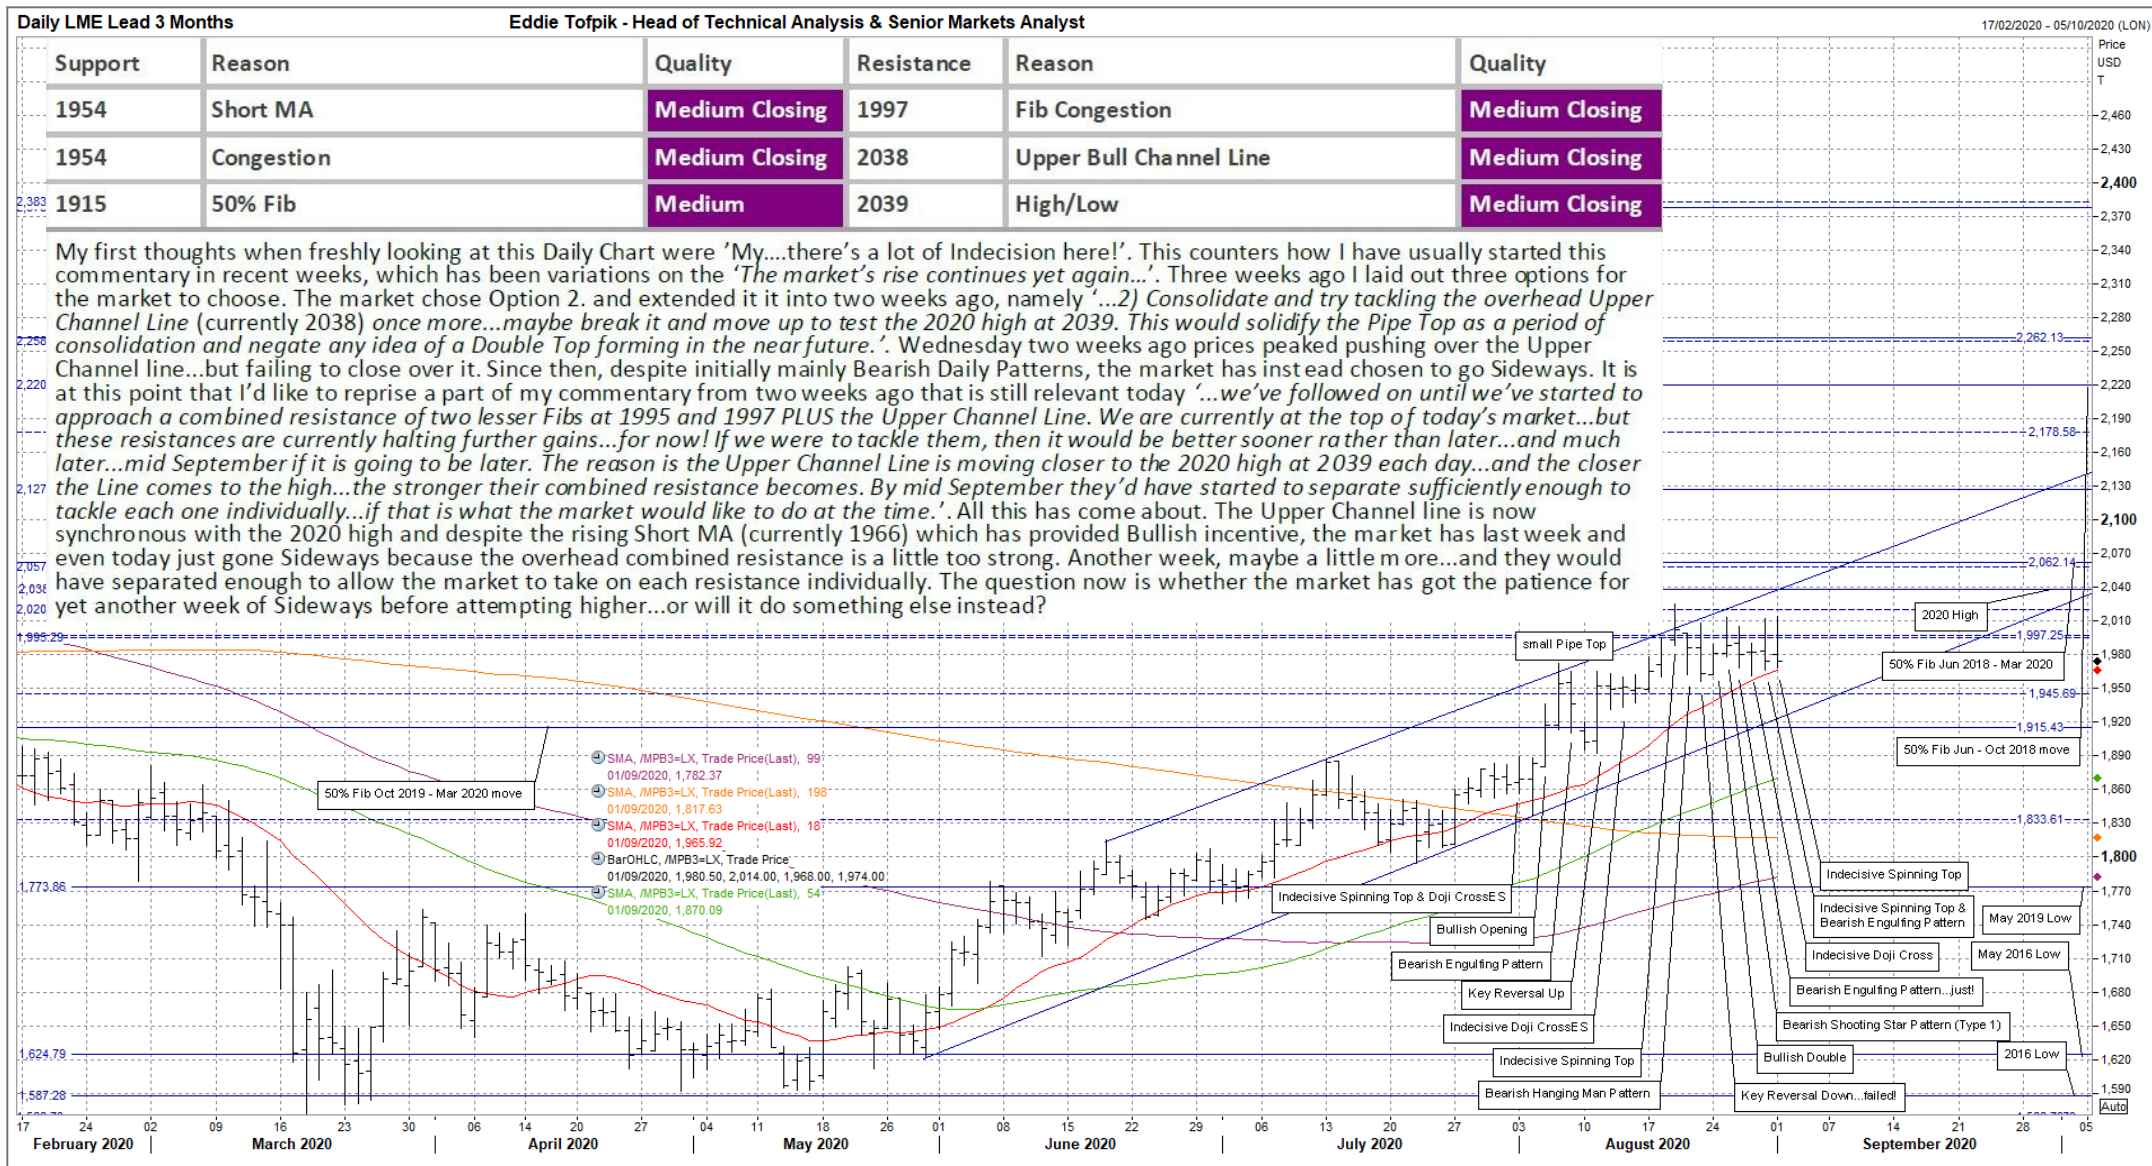 Daily LME Lead 3 Months
Eddie Tofpik - Head of Technical Analysis & Senior Markets Analyst
17/02/2020 - 05/10/2020 (LON)
Support Reason Quality Resistance Reason Quality
1954 Short MA Medium Closing 1997 Fib Congestion Medium Closing
1954 Congestion Medium Closing 2038 Upper Bull Channel Line Medium Closing
1915 50% Fib Medium 2039 High/Low Medium Closing
My first thoughts when freshly looking at this Daily Chart were ’My....there’s a lot of Indecision here!’. This counters how I have usually started this
commentary in recent weeks, which has been variations on the ‘The market’s rise continues yet again...’. Three weeks ago I laid out three options for
the market to choose. The market chose Option 2. and extended it it into two weeks ago, namely ‘...2) Consolidate and try tackling the overhead Upper
Channel Line (currently 2038) once more...maybe break it and move up to test the 2020 high at 2039. This would solidify the Pipe Top as a period of
consolidation and negate any idea of a Double Top forming in the near future.’. Wednesday two weeks ago prices peaked pushing over the Upper
Channel line...but failing to close over it. Since then, despite initially mainly Bearish Daily Patterns, the market has instead chosen to go Sideways. It is
at this point that I’d like to reprise a part of my commentary from two weeks ago that is still relevant today ‘...we’ve followed on until we’ve started to
approach a combined resistance of two lesser Fibs at 1995 and 1997 PLUS the Upper Channel Line. We are currently at the top of today’s market...but
these resistances are currently halting further gains...for now! If we were to tackle them, then it would be better sooner rather than later...and much
later...mid September if it is going to be later. The reason is the Upper Channel Line is moving closer to the 2020 high at 2039 each day...and the closer
the Line comes to the high...the stronger their combined resistance becomes. By mid September they’d have started to separate sufficiently enough to
tackle each one individually...if that is what the market would like to do at the time.’. All this has come about. The Upper Channel line is now
synchronous with the 2020 high and despite the rising Short MA (currently 1966) which has provided Bullish incentive, the market has last week and
even today just gone Sideways because the overhead combined resistance is a little too strong. Another week, maybe a little more...and they would
have separated enough to allow the market to take on each resistance individually. The question now is whether the market has got the patience for
yet another week of Sideways before attempting higher...or will it do something else instead?
Price
USD
T
2,460
2,430
2,400
2,370
2,340
2,310
2,280
2,250
2,220
2,190
2,160
2,130
2,100
2,070
2,040
2,010
1,980
1,950
1,920
1,890
1,860
1,830
1,800
1,770
1,740
1,710
1,680
1,650
1,620
1,590
Auto
2,383
2,258
2,220
2,127
2,057
2,038
2,020
1,995.29
1,773.86
1,624.79
1,587.28
2,262.13
2,178.58
2,062.14
1,997.25
1,945.69
1,915.43
1,833.61
2020 High
50% Fib Jun 2018 - Mar 2020
50% Fib Jun - Oct 2018 move
small Pipe Top
50% Fib Oct 2019 - Mar 2020 move
SMA, /MPB3=LX, Trade Price(Last), 99
01/09/2020, 1,782.37
SMA, /MPB3=LX, Trade Price(Last), 198
01/09/2020, 1,817.63
SMA, /MPB3=LX, Trade Price(Last), 18
01/09/2020, 1,965.92
BarOHLC, /MPB3=LX, Trade Price
01/09/2020, 1,980.50, 2,014.00, 1,968.00, 1,974.00
SMA, /MPB3=LX, Trade Price(Last), 54
01/09/2020, 1,870.09
Indecisive Spinning Top & Doji CrossES
Bullish Opening
Bearish Engulfing Pattern
Key Reversal Up
Indecisive Doji CrossES
Indecisive Spinning Top
Bearish Hanging Man Pattern
Indecisive Spinning Top
Indecisive Spinning Top &
Bearish Engulfing Pattern
Indecisive Doji Cross
Bearish Engulfing Pattern...just!
Bearish Shooting Star Pattern (Type 1)
Bullish Double
Key Reversal Down...failed!
May 2019 Low
May 2016 Low
2016 Low
17 24 02 09 16 23 30 06 13 20 27 04 11 18 26 01 08 15 22 29 06 13 20 27 03 10 17 24 01 07 14 21 28 05
February 2020 March 2020 April 2020 May 2020 June 2020 July 2020 August 2020 September 2020